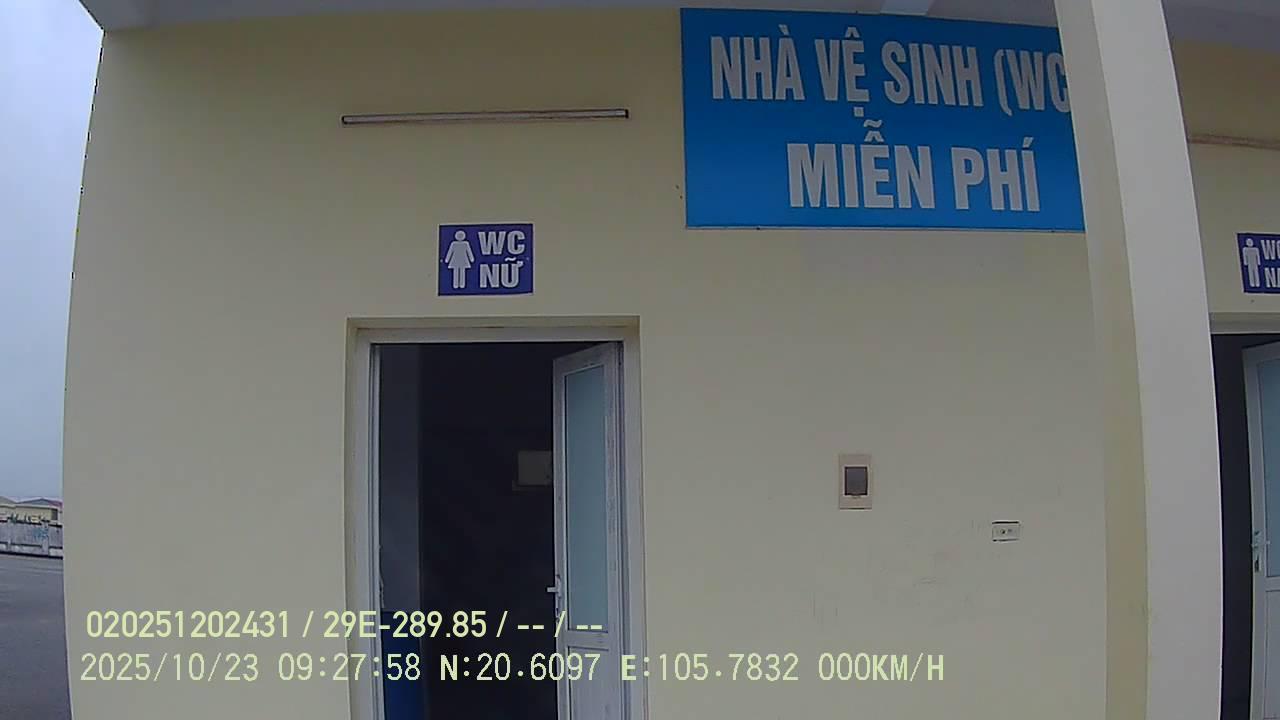 NHÀ VỆ SINH (WC
MIỄN PHÍ
WC
NỮ
WC
020251202431 / 29E-289.85 / -- / --
2025/10/23 09:27:58 N:20.6097 E:105.7832 000KM/H